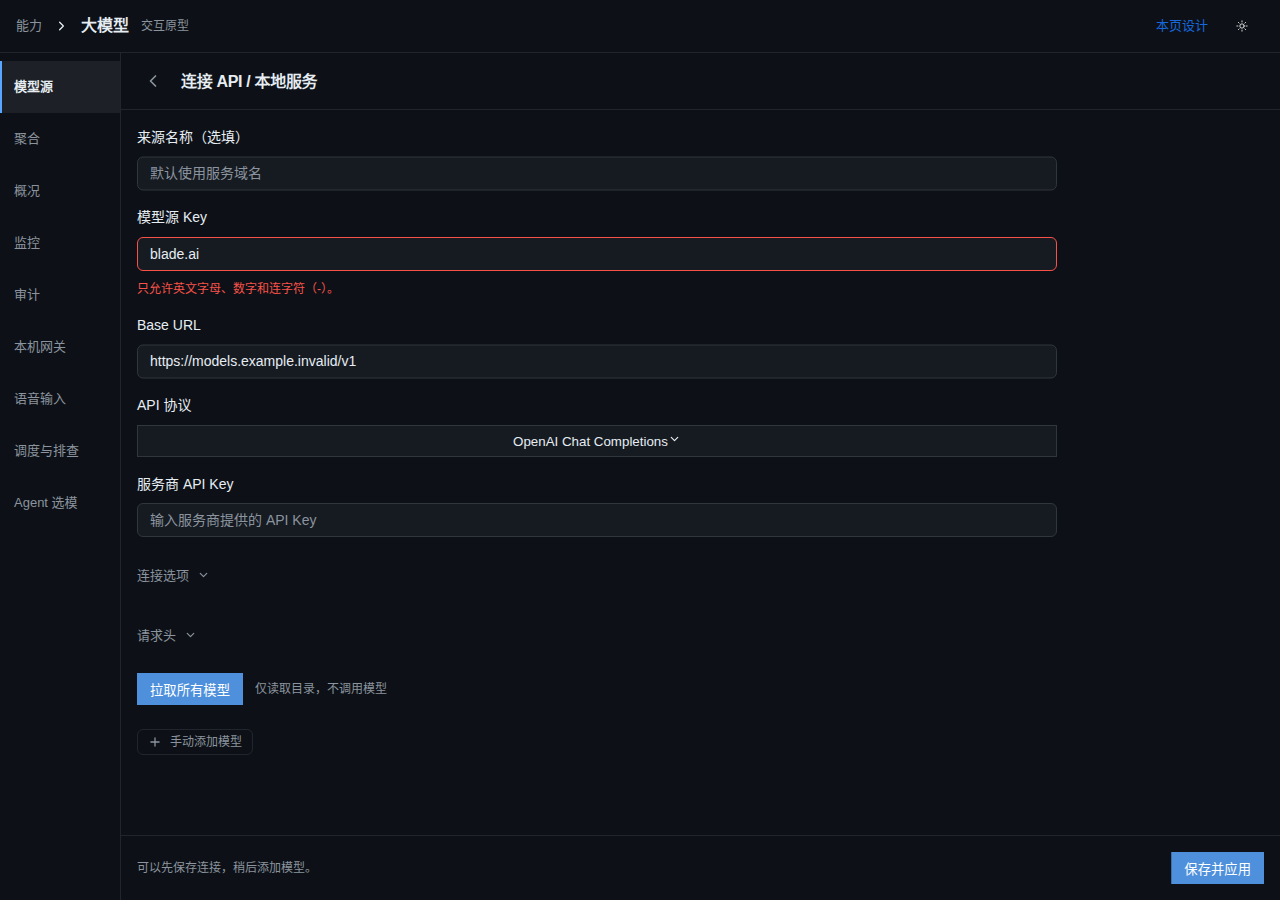 能力 大模型 交互原型 本页设计
模型源
聚合
概况
监控
审计
本机网关
语音输入
调度与排查
Agent 选模
连接 API / 本地服务
来源名称（选填）
默认使用服务域名
模型源 Key
blade.ai
只允许英文字母、数字和连字符（-）。
Base URL
https://models.example.invalid/v1
API 协议
OpenAI Chat Completions
服务商 API Key
输入服务商提供的 API Key
连接选项
请求头
拉取所有模型 仅读取目录，不调用模型
手动添加模型
可以先保存连接，稍后添加模型。 保存并应用